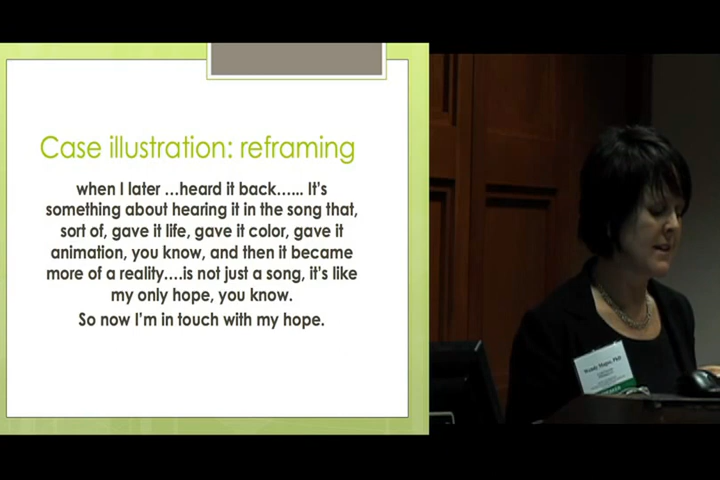 Case illustration: reframing
when I later …heard it back…... It's
something about hearing it in the song that,
sort of, gave it life, gave it color, gave it
animation, you know, and then it became
more of a reality….is not just a song, it's like
my only hope, you know.
So now I'm in touch with my hope.
PhD